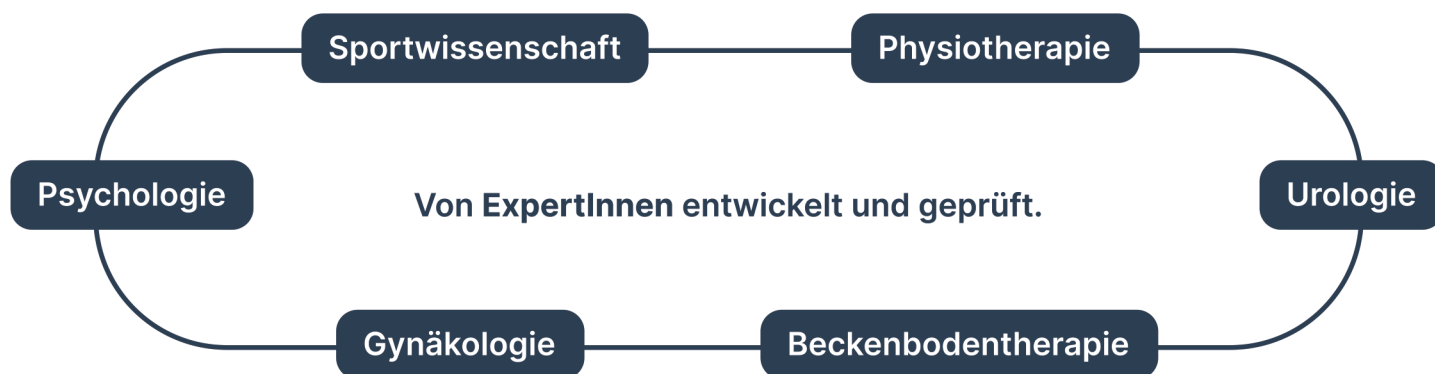 Sportwissenschaft
Physiotherapie
Psychologie
Von ExpertInnen entwickelt und geprüft.
Urologie
Gynäkologie
Beckenbodentherapie